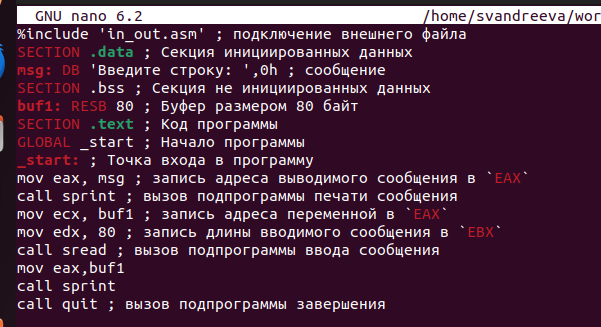 GNU nano 6.2 /home/svandreeva/wor
%include 'in_out.asm' ; подключение внешнего файла
SECTION .data ; Секция инициированных данных
msg: DB 'Введите строку: ',0h ; сообщение
SECTION .bss ; Секция не инициированных данных
buf1: RESB 80 ; Буфер размером 80 байт
SECTION .text ; Код программы
GLOBAL _start ; Начало программы
_start: ; Точка входа в программу
mov eax, msg ; запись адреса выводимого сообщения в `EAX`
call sprint ; вызов подпрограммы печати сообщения
mov ecx, buf1 ; запись адреса переменной в `EAX`
mov edx, 80 ; запись длины вводимого сообщения в `EBX`
call sread ; вызов подпрограммы ввода сообщения
mov eax,buf1
call sprint
call quit ; вызов подпрограммы завершения